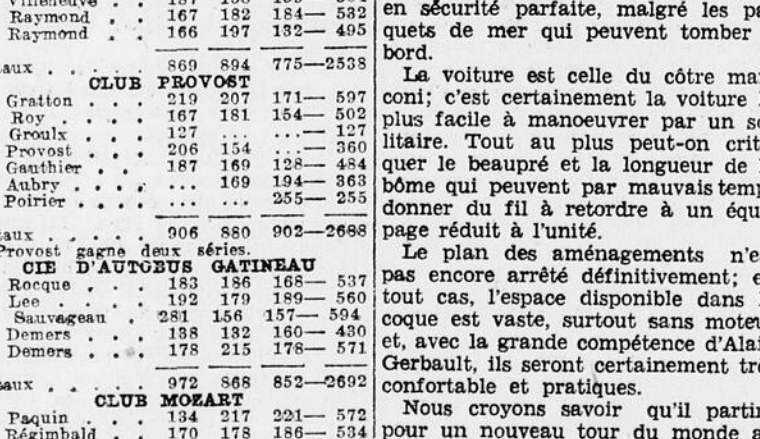 Raymond . 167 182 184— 532
Raymond . 166 197 132— 495
aux . . . . 869 894 775—2538
CLUB PROVOST
Gratton . . . 219 207 171— 597
Roy . . . . 167 181 154— 502
Groulx . . . 127 ... ...— 127
Provost . . . 206 154 ...— 360
Gauthier . . . 187 169 128— 484
Aubry . . . . ... 169 194— 363
Poirier . . . ... ... 255— 255
aux . . . . . 906 880 902—2688
Provost gagne deux séries.
CIE D'AUTOBUS GATINEAU
Rocque . . . 183 186 168— 537
Lee . . . . 192 179 189— 560
Sauvageau . 281 156 157— 594
Demers . . . 138 132 160— 430
Demers . . . 178 215 178— 571
aux . . . . . 972 868 852—2692
CLUB MOZART
Paquin . . . 134 217 221— 572
Régimbald . . 170 178 186— 534
en sécurité parfaite, malgré les pa
quets de mer qui peuvent tomber
bord.
La voiture est celle du côtre mar
coni; c'est certainement la voiture
plus facile à manoeuvrer par un so
litaire. Tout au plus peut-on crit
quer le beaupré et la longueur de
bôme qui peuvent par mauvais temp
donner du fil à retordre à un équ
page réduit à l'unité.
Le plan des aménagements n'e
pas encore arrêté définitivement; e
tout cas, l'espace disponible dans
coque est vaste, surtout sans moteu
et, avec la grande compétence d'Alai
Gerbault, ils seront certainement trè
confortable et pratiques.
Nous croyons savoir qu'il partir
pour un nouveau tour du monde a